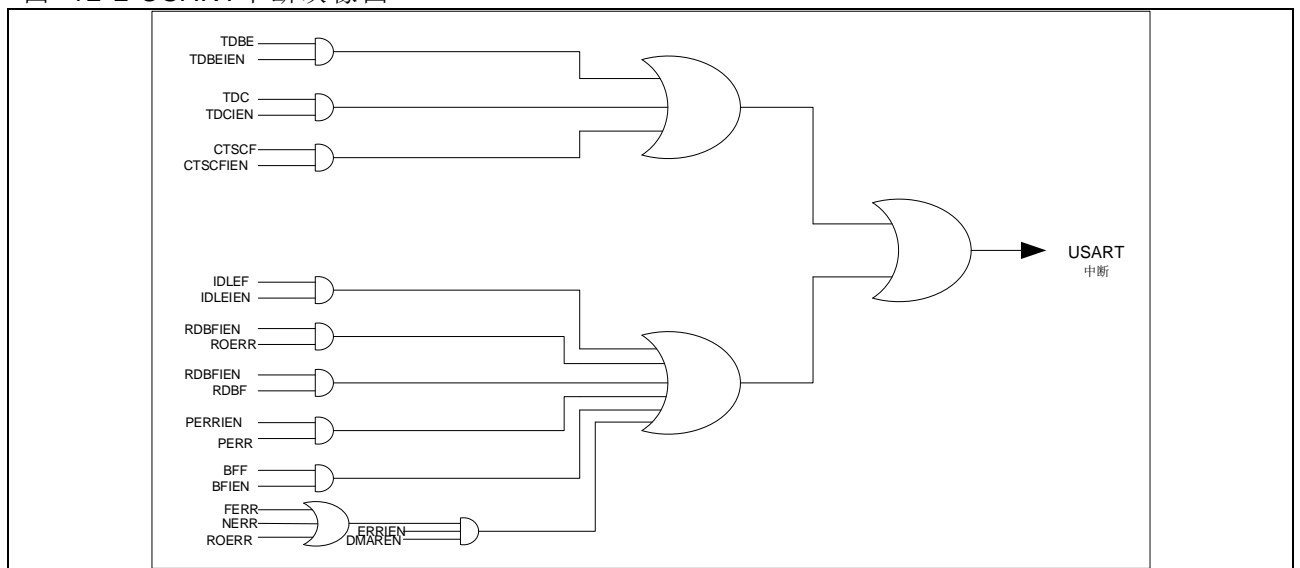 TDBE
TDBEIEN
TDC
TDCIEN
CTSCF
CTSCFIEN
USART
中断
IDLEF
IDLEIEN
RDBFIEN
ROERR
RDBFIEN
RDBF
PERRIEN
PERR
BFF
BFIEN
FERR
NERR
ROERR
ERRIEN
DMAREN